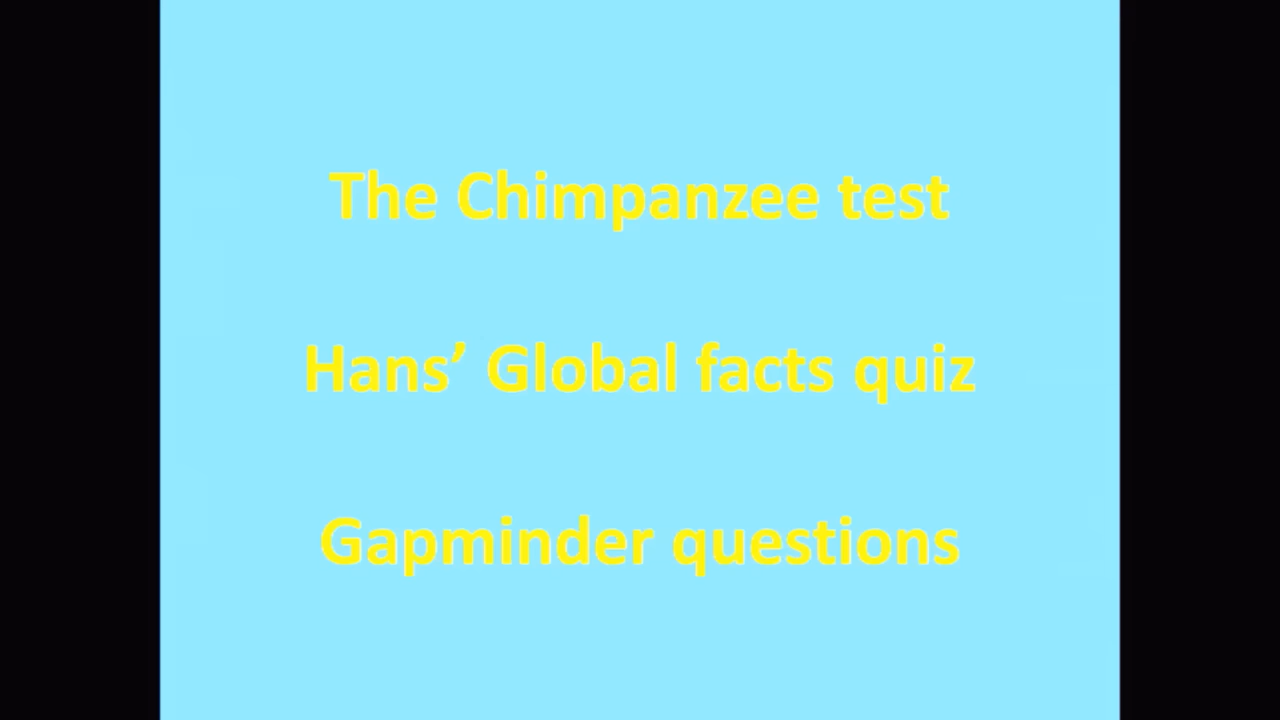 The Chimpanzee test
Hans’ Global facts quiz
Gapminder questions